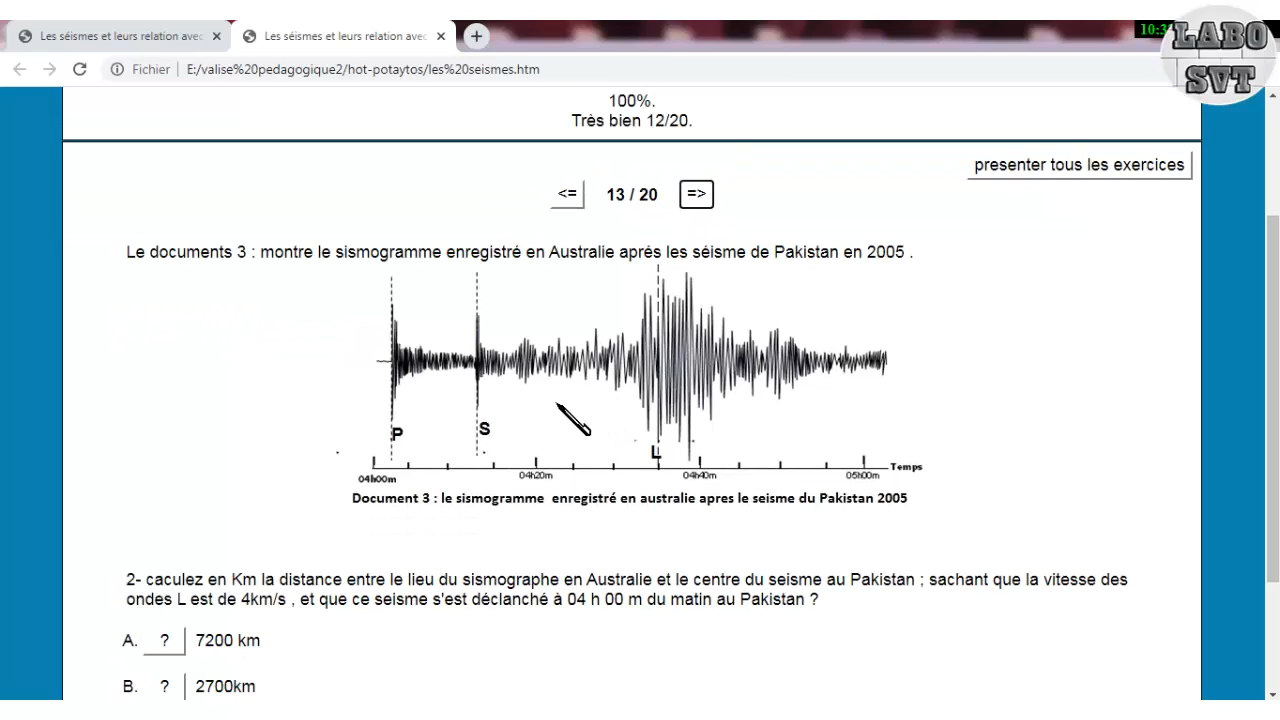 LABO
SVT
10:3
Les séismes et leurs relation avec
Les séismes et leurs relation avec
Fichier | E:/valise%20pedagogique2/hot-potaytos/les%20seismes.htm
100%.
Très bien 12/20.
presenter tous les exercices
<= 13 / 20 =>
Le documents 3 : montre le sismogramme enregistré en Australie aprés les séisme de Pakistan en 2005 .
P
S
L
04h00m
04h20m
04h40m
05h00m
Temps
Document 3 : le sismogramme enregistré en australie apres le seisme du Pakistan 2005
2- caculez en Km la distance entre le lieu du sismographe en Australie et le centre du seisme au Pakistan ; sachant que la vitesse des
ondes L est de 4km/s , et que ce seisme s'est déclanché à 04 h 00 m du matin au Pakistan ?
A. ? 7200 km
B. ? 2700km